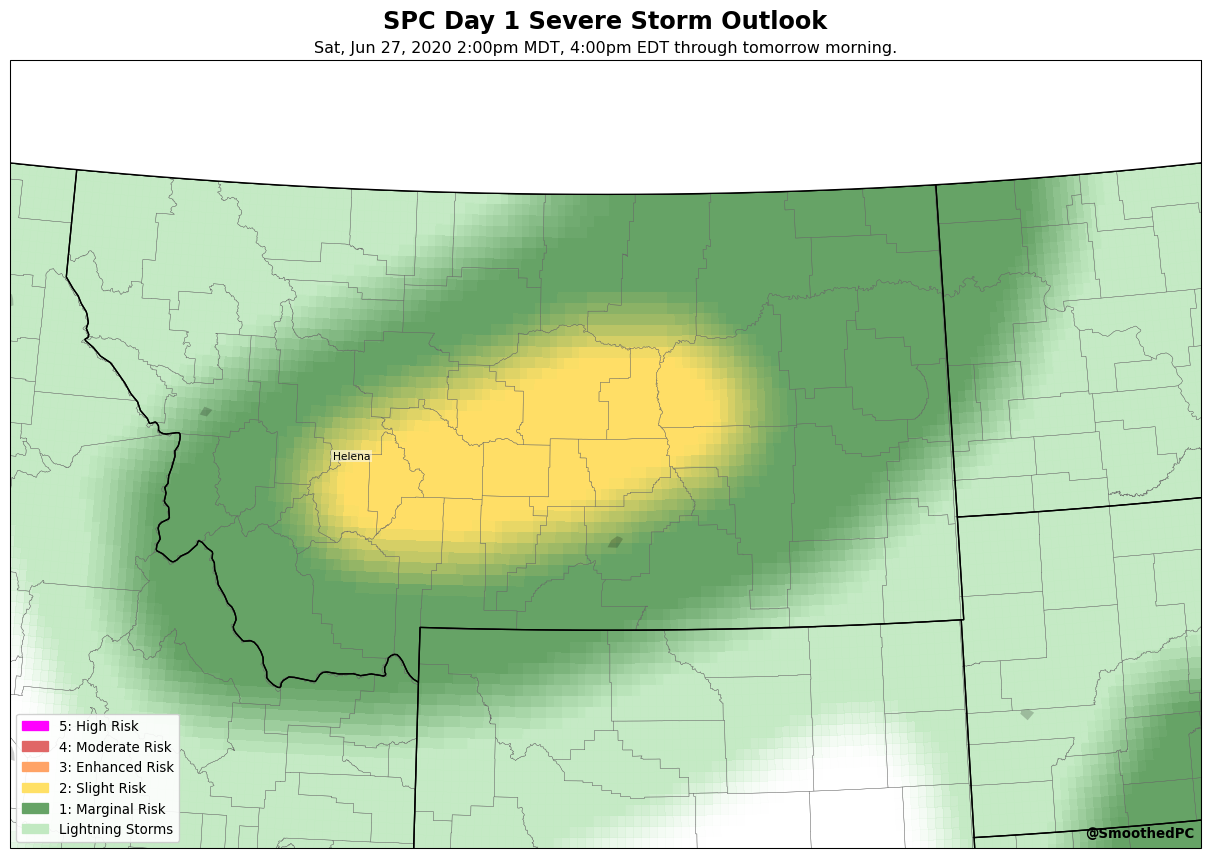 SPC Day 1 Severe Storm Outlook
Sat, Jun 27, 2020 2:00pm MDT, 4:00pm EDT through tomorrow morning.
Helena
5: High Risk
4: Moderate Risk
3: Enhanced Risk
2: Slight Risk
1: Marginal Risk
Lightning Storms
@SmoothedPC